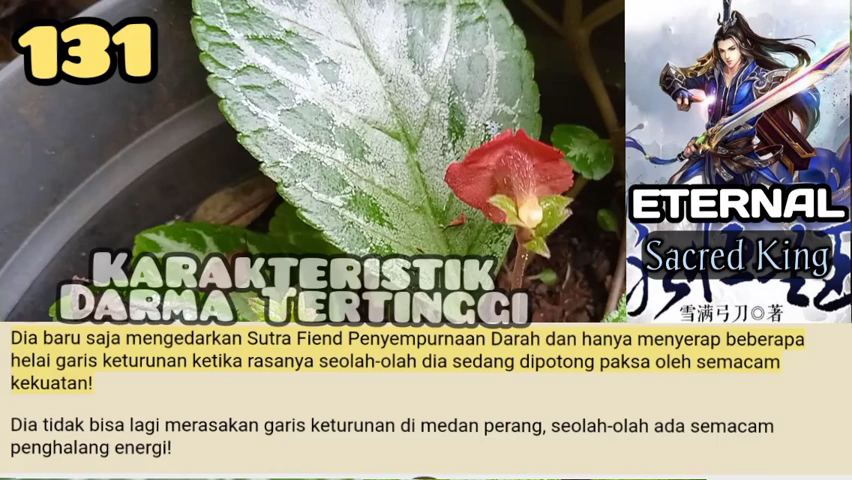 131
KARAKTERISTIK
DARMA TERTINGGI
ETERNAL
Sacred King
雪满弓刀◎著
Dia baru saja mengedarkan Sutra Fiend Penyempurnaan Darah dan hanya menyerap beberapa
helai garis keturunan ketika rasanya seolah-olah dia sedang dipotong paksa oleh semacam
kekuatan!
Dia tidak bisa lagi merasakan garis keturunan di medan perang, seolah-olah ada semacam
penghalang energi!